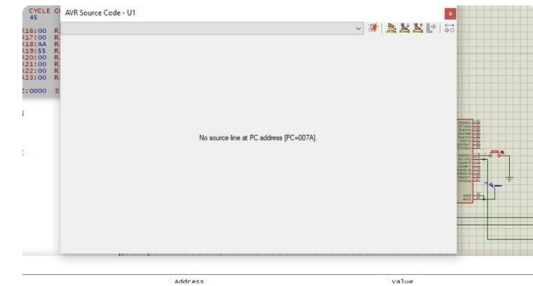 CYCLE C
45
AVR Source Code - U1
x
R16:00 R
R17:00 R
R18:AA R
R19:55 R
R20:00 R
R21:00 R
R22:00 R
R23:00 R
:0000 S
No source line at PC address [PC=007A].
Address Value